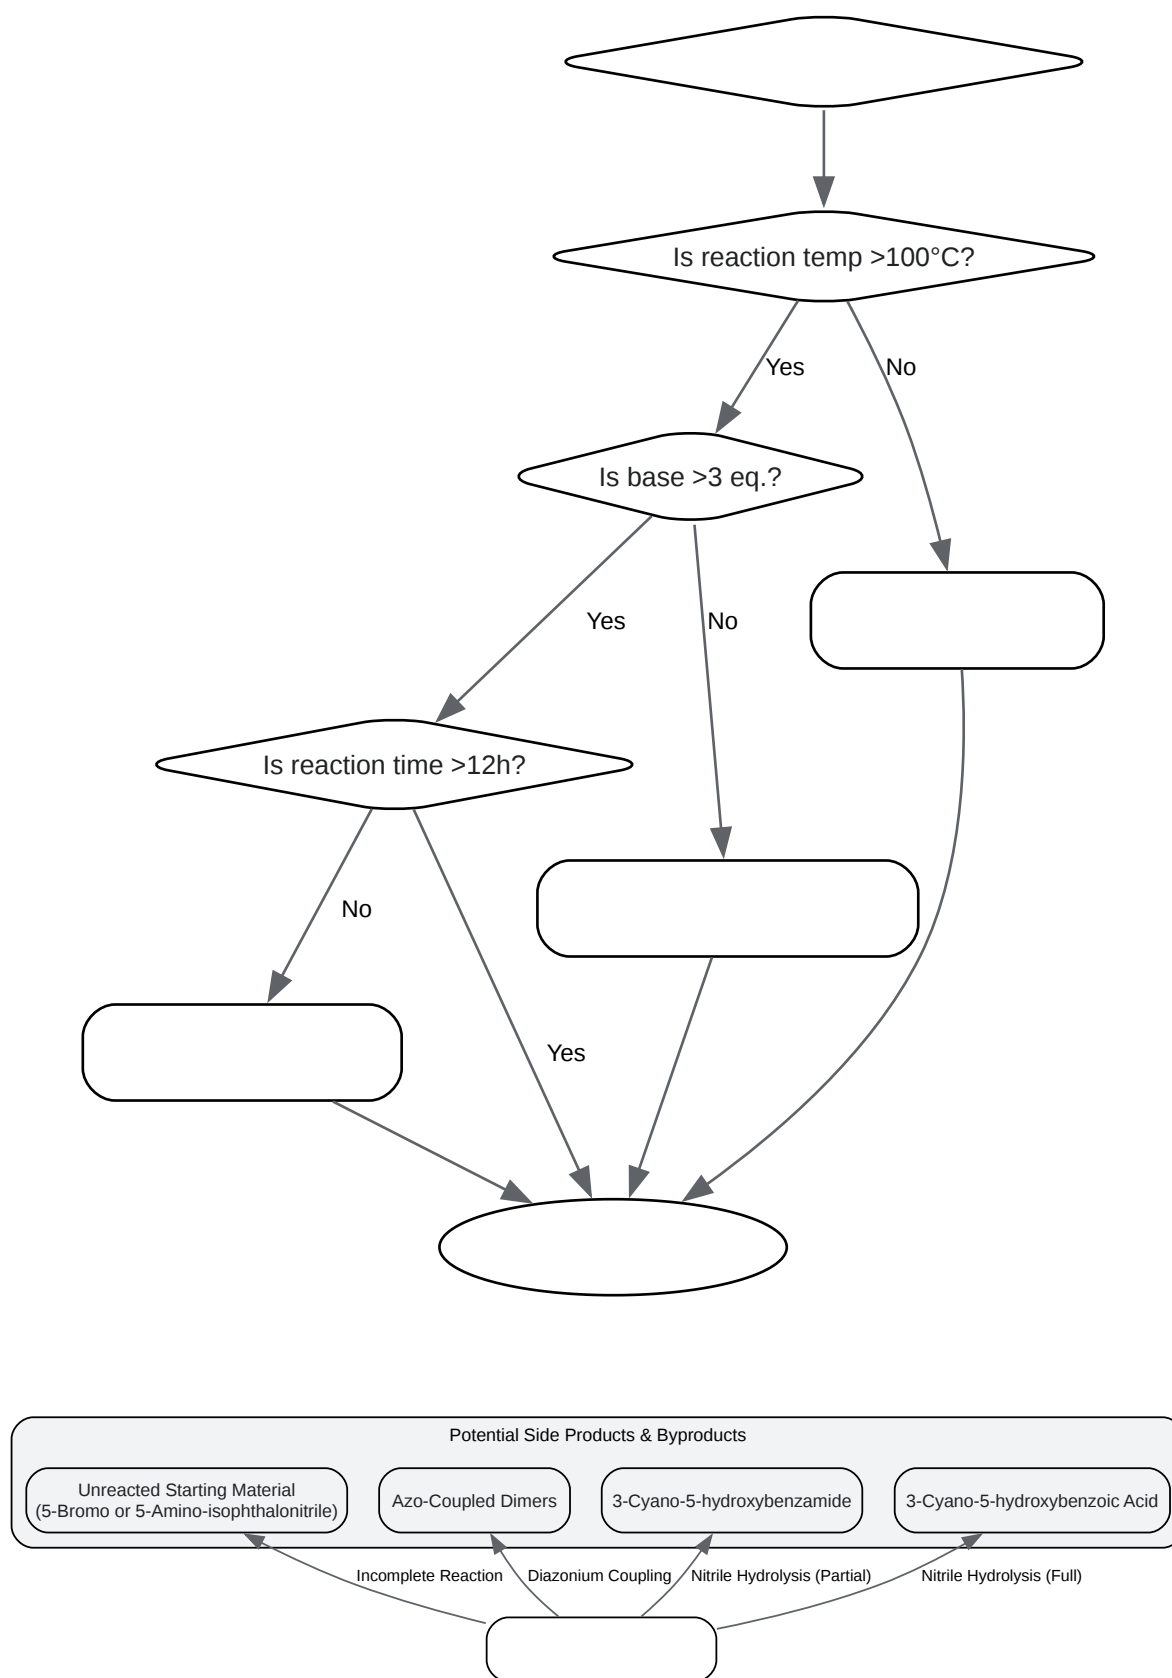 Is reaction temp >100°C?
Yes
No
Is base >3 eq.?
Yes
No
Is reaction time >12h?
No
Yes
Potential Side Products & Byproducts
Unreacted Starting Material
(5-Bromo or 5-Amino-isophthalonitrile)
Azo-Coupled Dimers
3-Cyano-5-hydroxybenzamide
3-Cyano-5-hydroxybenzoic Acid
Incomplete Reaction
Diazonium Coupling
Nitrile Hydrolysis (Partial)
Nitrile Hydrolysis (Full)